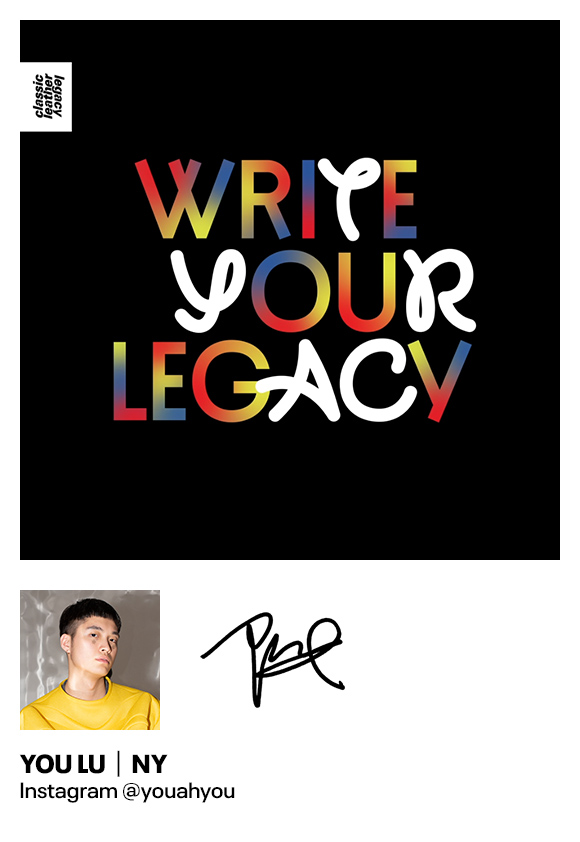 classic
leather
legacy
WRITE
YOUR
LEGACY
YOU LU | NY
Instagram @youahyou